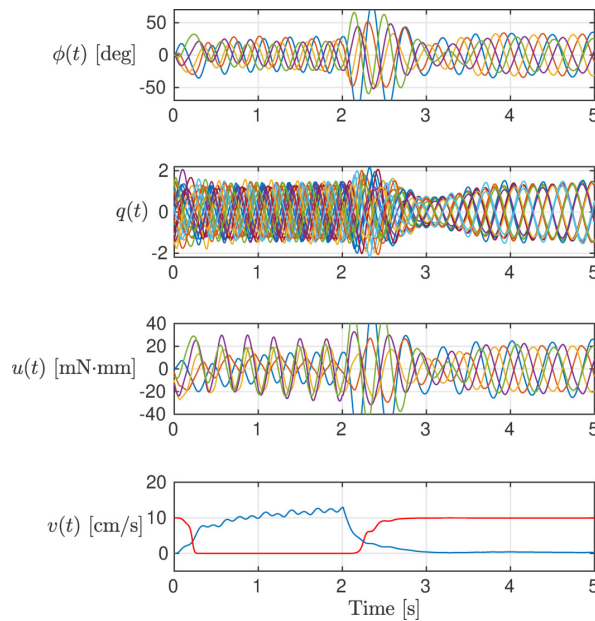 50
ϕ(t) [deg] 0
-50
0 1 2 3 4 5
2
q(t) 0
-2
0 1 2 3 4 5
40
20
u(t) [mN·mm] 0
-20
-40
0 1 2 3 4 5
20
v(t) [cm/s] 10
0
0 1 2 3 4 5
Time [s]